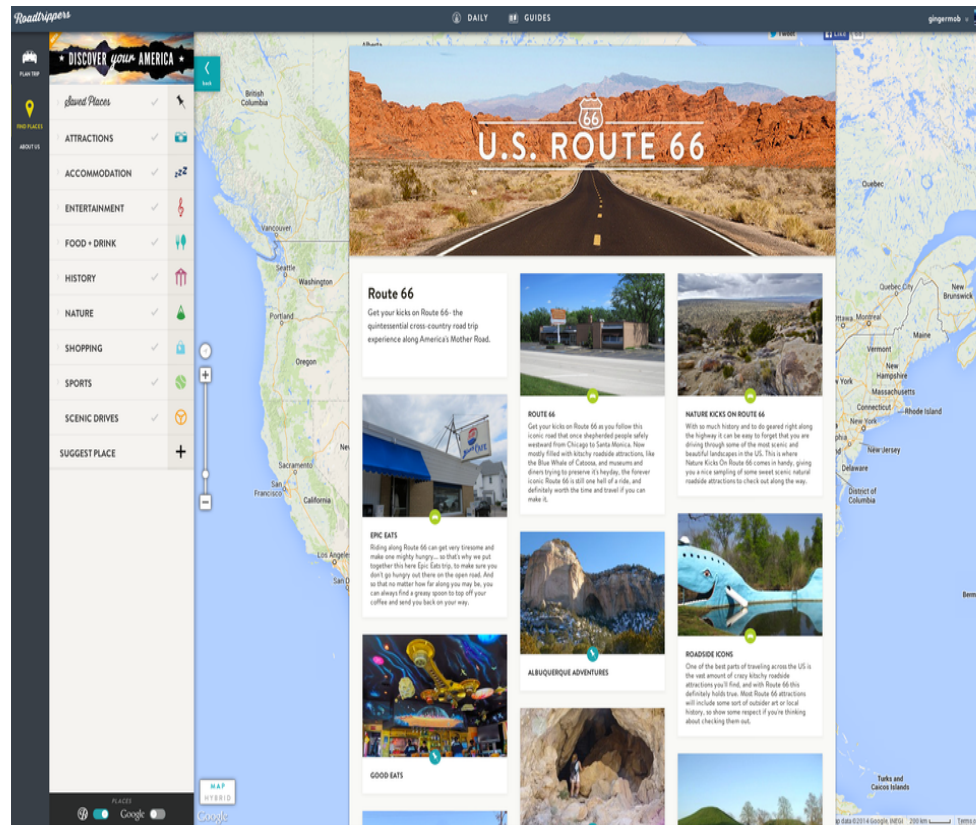 Roadtrippers
DAILY
GUIDES
gingermob
PLAN TRIP
FIND PLACES
ABOUT US
DISCOVER your AMERICA
Saved Places
ATTRACTIONS
ACCOMMODATION
ENTERTAINMENT
FOOD + DRINK
HISTORY
NATURE
SHOPPING
SPORTS
SCENIC DRIVES
SUGGEST PLACE
PLACES
Google
back
Tweet
Like
Alberta
British
Columbia
Vancouver
Seattle
Washington
Portland
Oregon
Sacramento
San
Francisco
California
Los Angeles
San D
Nev
MAP
HYBRID
Google
66
U.S. ROUTE 66
Route 66
Get your kicks on Route 66- the
quintessential cross-country road trip
experience along America's Mother Road.
EPIC EATS
Riding along Route 66 can get very tiresome and
make one mighty hungry... so that's why we put
together this here Epic Eats trip, to make sure you
don't go hungry out there on the open road. And
so that no matter how far along you may be, you
can always find a greasy spoon to top off your
coffee and send you back on your way.
GOOD EATS
ROUTE 66
Get your kicks on Route 66 as you follow this
iconic road that once shepherded people safely
westward from Chicago to Santa Monica. Now
mostly filled with kitschy roadside attractions, like
the Blue Whale of Catoosa, and museums and
diners trying to preserve it's heyday, the forever
iconic Route 66 is still one hell of a ride, and
definitely worth the time and travel if you can
make it.
ALBUQUERQUE ADVENTURES
NATURE KICKS ON ROUTE 66
With so much history and to do geared right along
the highway it can be easy to forget that you are
driving through some of the most scenic and
beautiful landscapes in the US. This is where
Nature Kicks On Route 66 comes in handy, giving
you a nice sampling of some sweet scenic natural
roadside attractions to check out along the way.
ROADSIDE ICONS
One of the best parts of traveling across the US is
the vast amount of crazy kitschy roadside
attractions you'll find, and with Route 66 this
definitely holds true. Most Route 66 attractions
will include some sort of outsider art or local
history, so show some respect if you're thinking
about checking them out.
Quebec
Quebec City
New
Brunswick
Ottawa
Montreal
Maine
Vermont
New
Hampshire
w York
Massachusetts
Connecticut
Rhode Island
New York
New Jersey
Delaware
District of
Columbia
Berm
Turks and
Caicos Islands
p data ©2014 Google, INEGI
200 km
Terms o